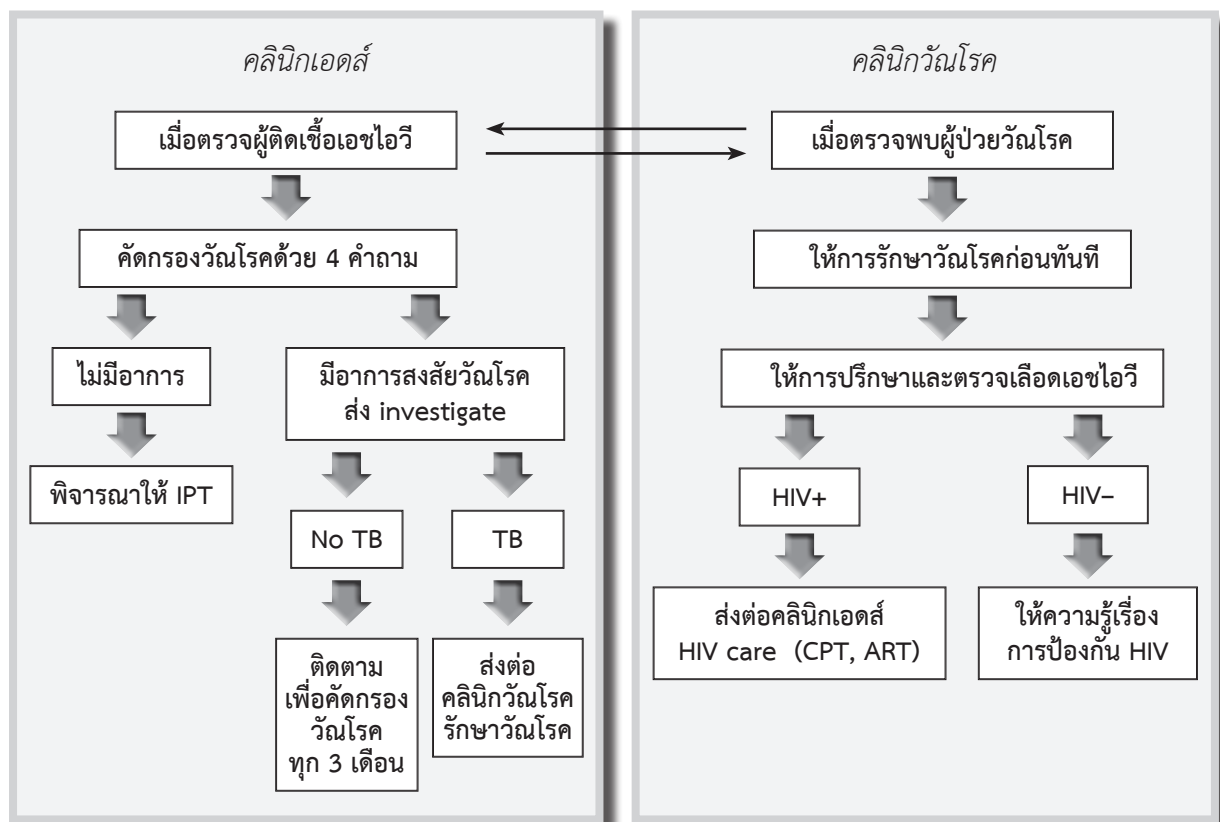 คลินิกเอดส์
เมื่อตรวจผู้ติดเชื้อเอชไอวี
คัดกรองวัณโรคด้วย 4 คำถาม
ไม่มีอาการ
พิจารณาให้ IPT
มีอาการสงสัยวัณโรค
ส่ง investigate
No TB
TB
ติดตาม
เพื่อคัดกรอง
วัณโรค
ทุก 3 เดือน
ส่งต่อ
คลินิกวัณโรค
รักษาวัณโรค
คลินิกวัณโรค
เมื่อตรวจพบผู้ป่วยวัณโรค
ให้การรักษาวัณโรคก่อนทันที
ให้การปรึกษาและตรวจเลือดเอชไอวี
HIV+
HIV–
ส่งต่อคลินิกเอดส์
HIV care (CPT, ART)
ให้ความรู้เรื่อง
การป้องกัน HIV